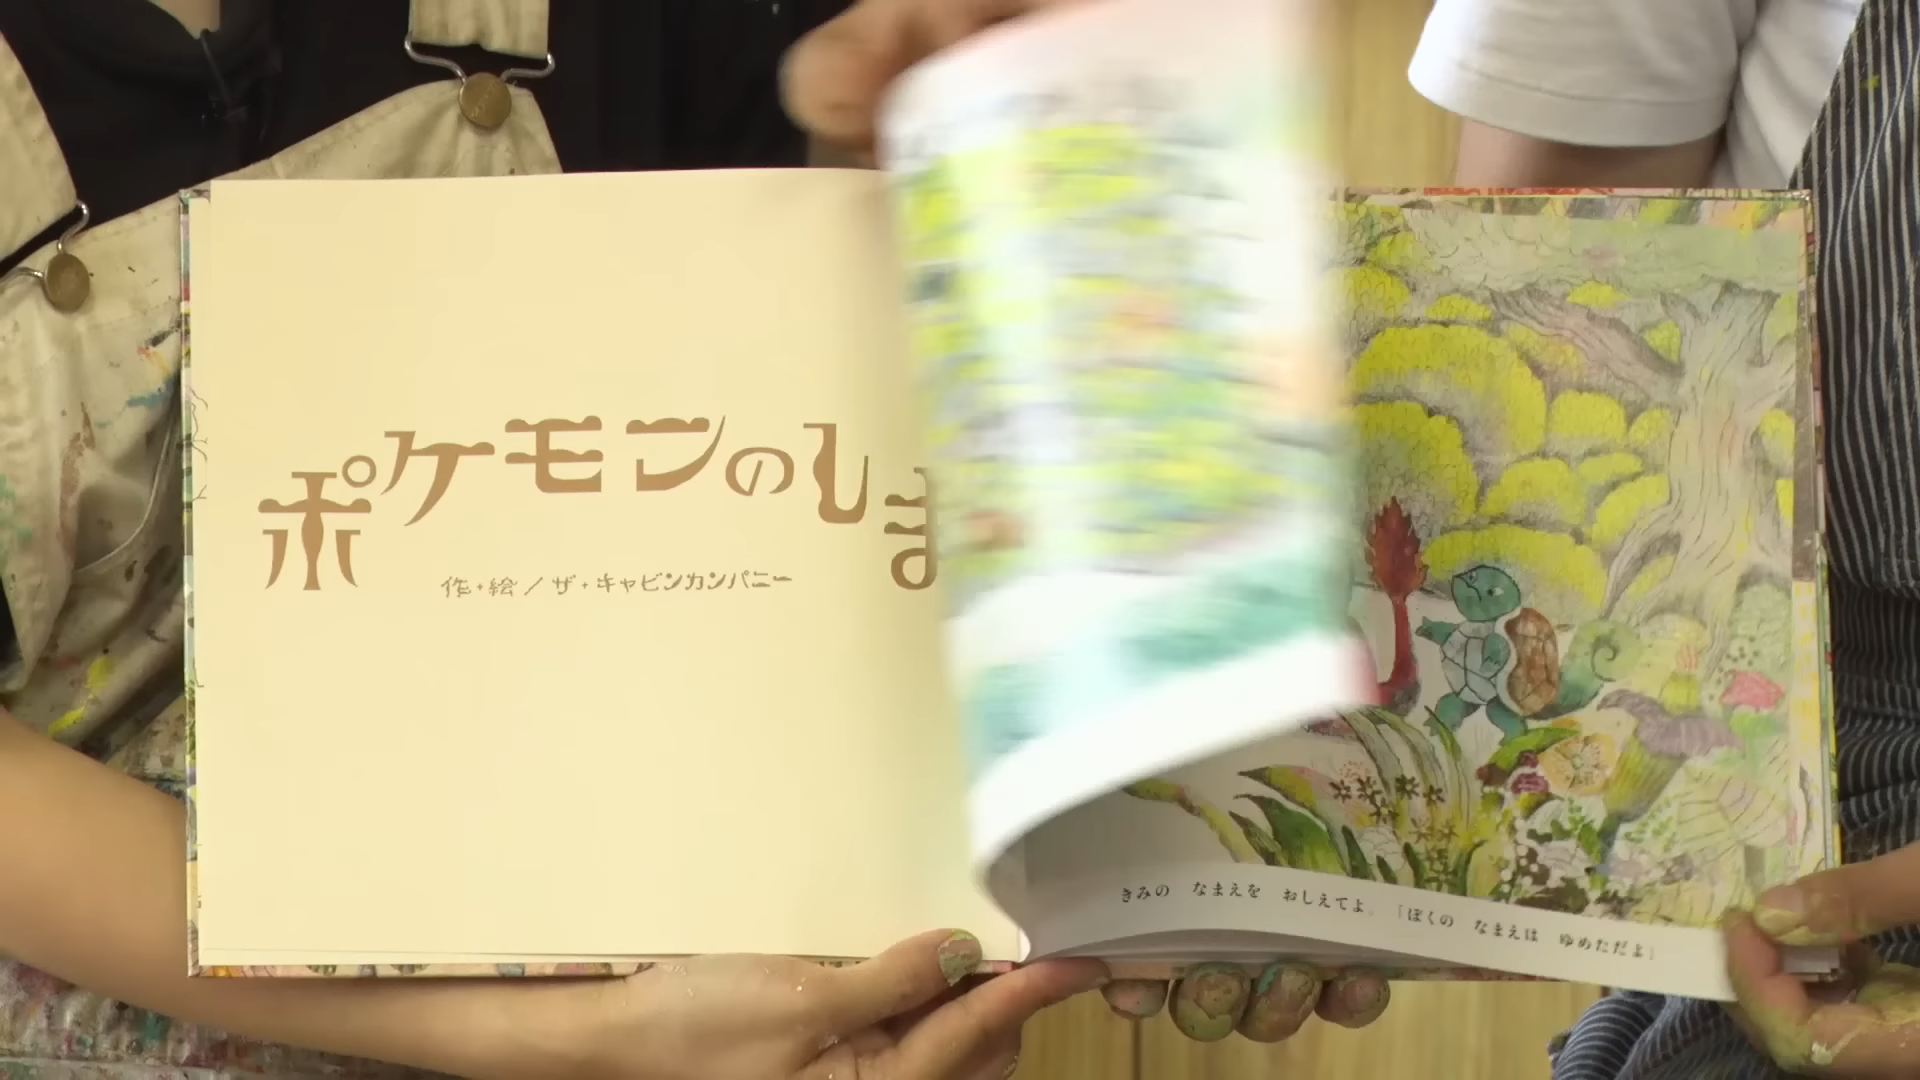 ポケモンのしま
作・絵／ザ・キャビンカンパニー
きみの なまえを おしえてよ。「ぼくの なまえは ゆめただよ」